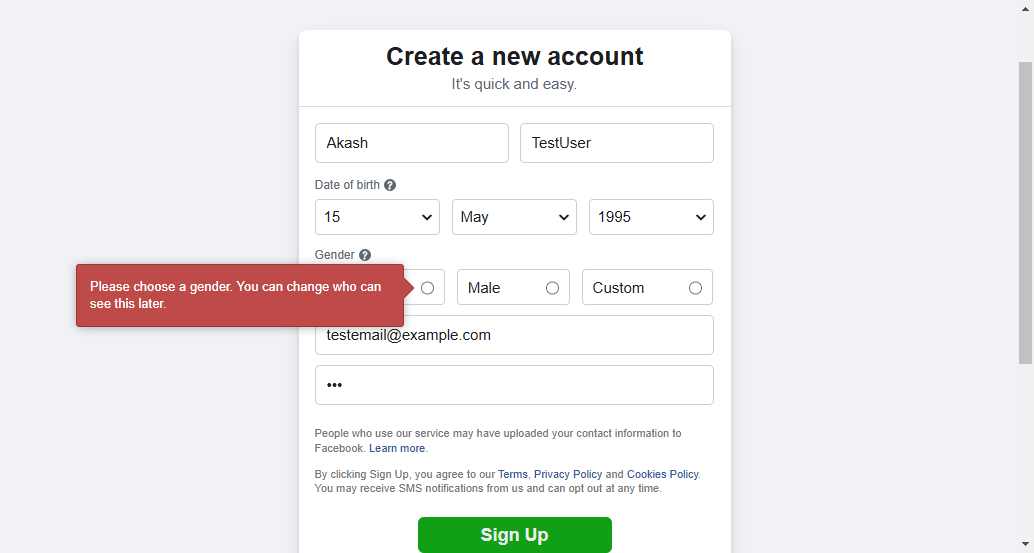 Create a new account
It's quick and easy.
Akash TestUser
Date of birth ?
15 May 1995
Gender ?
Please choose a gender. You can change who can
see this later.
Male Custom
testemail@example.com
•••
People who use our service may have uploaded your contact information to
Facebook. Learn more.
By clicking Sign Up, you agree to our Terms, Privacy Policy and Cookies Policy.
You may receive SMS notifications from us and can opt out at any time.
Sign Up